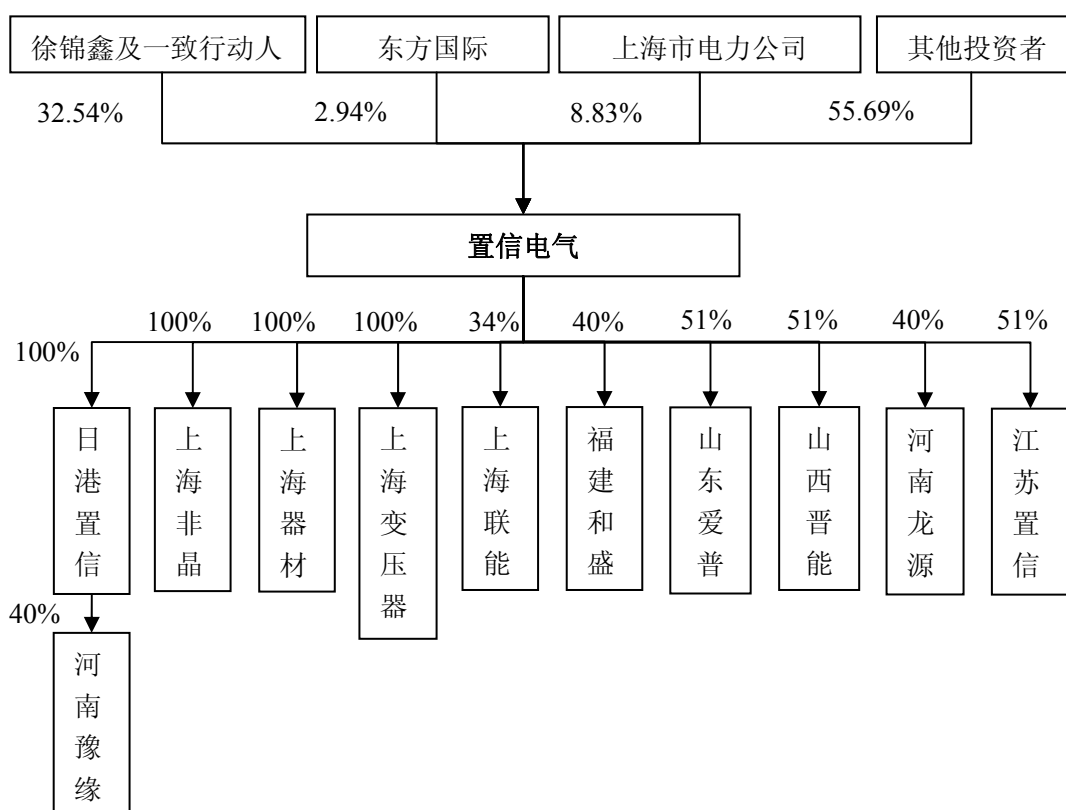 徐锦鑫及一致行动人
东方国际
上海市电力公司
其他投资者
32.54%
2.94%
8.83%
55.69%
置信电气
100%
100%
100%
100%
34%
40%
51%
51%
40%
51%
日港置信
上海非晶
上海器材
上海变压器
上海联能
福建和盛
山东爱普
山西晋能
河南龙源
江苏置信
40%
河南豫缘